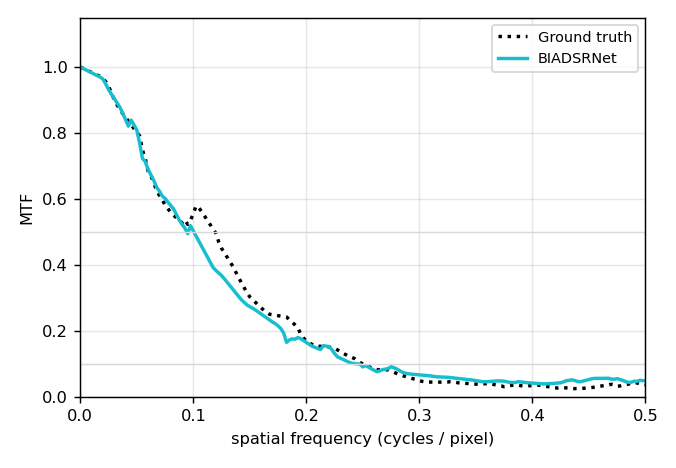 Ground truth
BIADSRNet
MTF
1.0
0.8
0.6
0.4
0.2
0.0
0.0 0.1 0.2 0.3 0.4 0.5
spatial frequency (cycles / pixel)